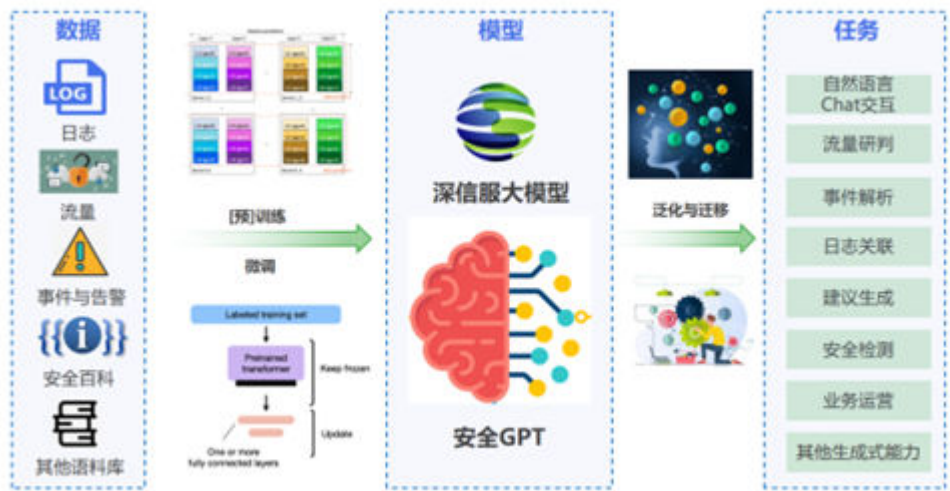 数据
LOG
日志
流量
事件与告警
{{i}}
安全百科
其他语料库
[预]训练
微调
Labeled training set
Pretrained
transformer
Keep frozen
Update
One or more
fully connected layers
模型
深信服大模型
安全GPT
泛化与迁移
任务
自然语言
Chat交互
流量研判
事件解析
日志关联
建议生成
安全检测
业务运营
其他生成式能力